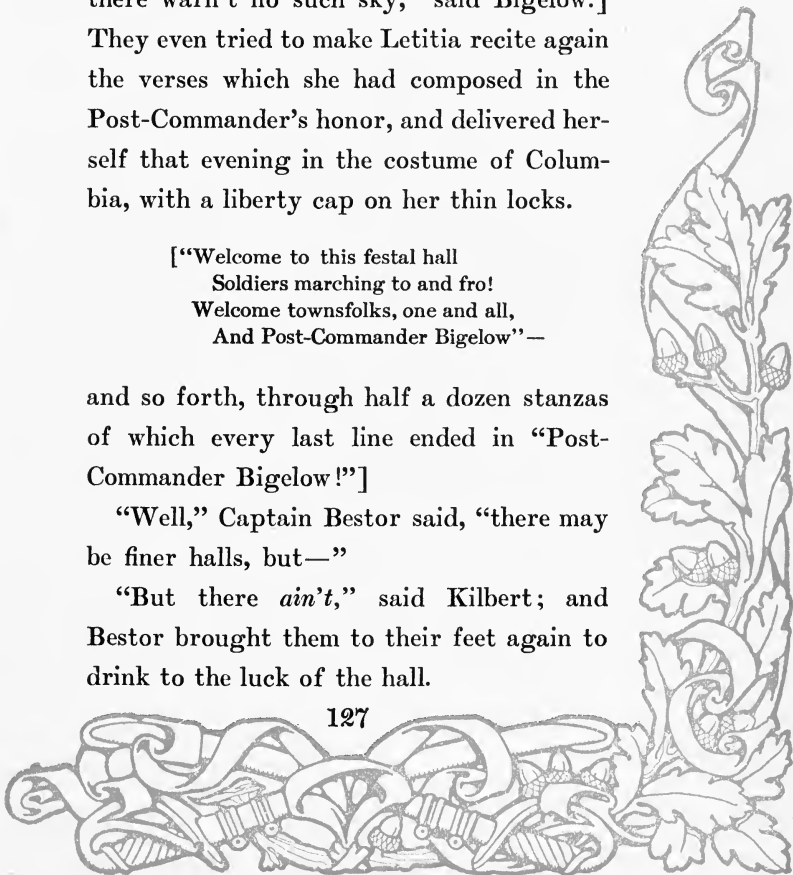 there warn't no such sky," said Bigelow.]
They even tried to make Letitia recite again
the verses which she had composed in the
Post-Commander's honor, and delivered her-
self that evening in the costume of Colum-
bia, with a liberty cap on her thin locks.
["Welcome to this festal hall
Soldiers marching to and fro!
Welcome townsfolks, one and all,
And Post-Commander Bigelow"—
and so forth, through half a dozen stanzas
of which every last line ended in "Post-
Commander Bigelow!"]
"Well," Captain Bestor said, "there may
be finer halls, but—"
"But there ain't," said Kilbert; and
Bestor brought them to their feet again to
drink to the luck of the hall.
127